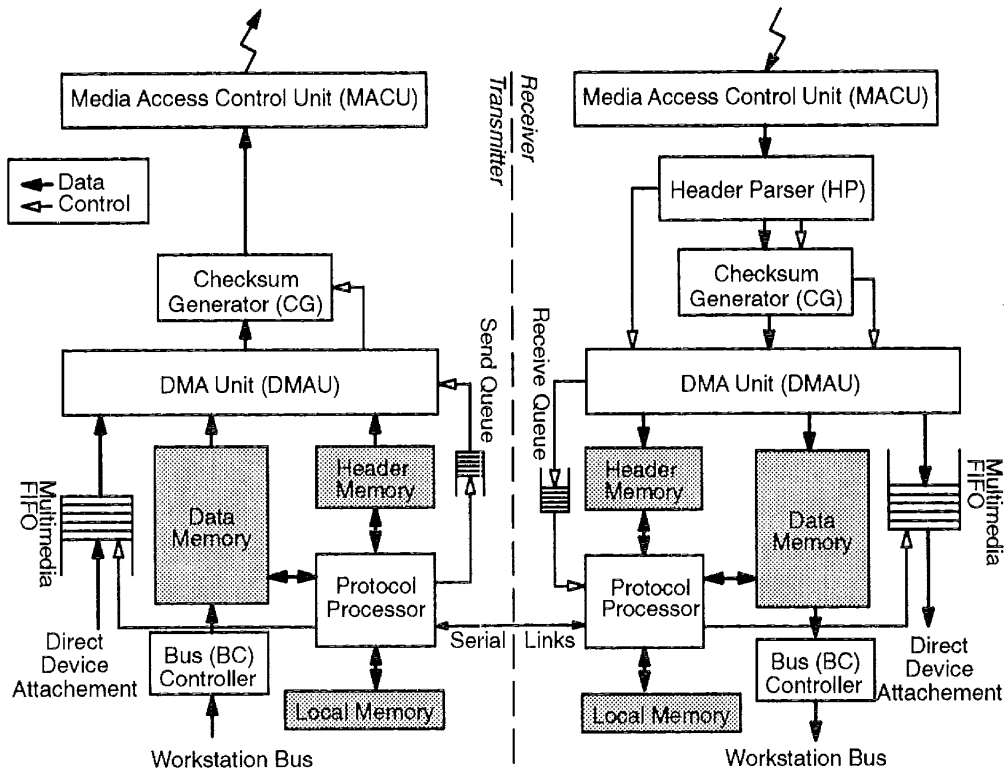 Media Access Control Unit (MACU)
Data
Control
Checksum
Generator (CG)
DMA Unit (DMAU)
Send Queue
Multimedia
FIFO
Data
Memory
Header
Memory
Protocol
Processor
Direct
Device
Attachement
Bus (BC)
Controller
Local Memory
Workstation Bus
Receiver
Transmitter
Serial Links
Media Access Control Unit (MACU)
Header Parser (HP)
Checksum
Generator (CG)
DMA Unit (DMAU)
Receive Queue
Header
Memory
Data
Memory
Multimedia
FIFO
Protocol
Processor
Bus (BC)
Controller
Direct
Device
Attachement
Local Memory
Workstation Bus